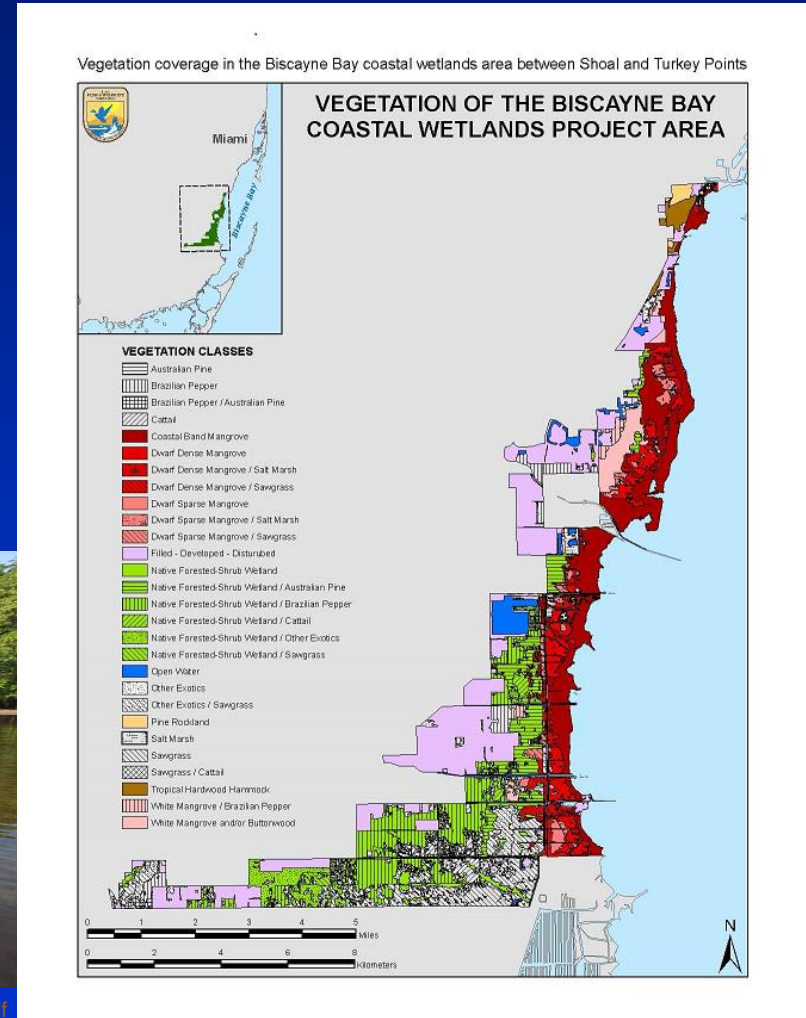 Vegetation coverage in the Biscayne Bay coastal wetlands area between Shoal and Turkey Points
VEGETATION OF THE BISCAYNE BAY
COASTAL WETLANDS PROJECT AREA
Miami
Biscayne Bay
VEGETATION CLASSES
Australian Pine
Brazilian Pepper
Brazilian Pepper / Australian Pine
Cattail
Coastal Band Mangrove
Dwarf Dense Mangrove
Dwarf Dense Mangrove / Salt Marsh
Dwarf Dense Mangrove / Sawgrass
Dwarf Sparse Mangrove
Dwarf Sparse Mangrove / Salt Marsh
Dwarf Sparse Mangrove / Sawgrass
Filled - Developed - Disturubed
Native Forested-Shrub Wetland
Native Forested-Shrub Wetland / Australian Pine
Native Forested-Shrub Wetland / Brazilian Pepper
Native Forested-Shrub Wetland / Cattail
Native Forested-Shrub Wetland / Other Exotics
Native Forested-Shrub Wetland / Sawgrass
Open Water
Other Exotics
Other Exotics / Sawgrass
Pine Rockland
Salt Marsh
Sawgrass
Sawgrass / Cattail
Tropical Hardwood Hammock
White Mangrove / Brazilian Pepper
White Mangrove and/or Buttonwood
0 1 2 3 4 5
Miles
0 2 4 6 8
Kilometers
N